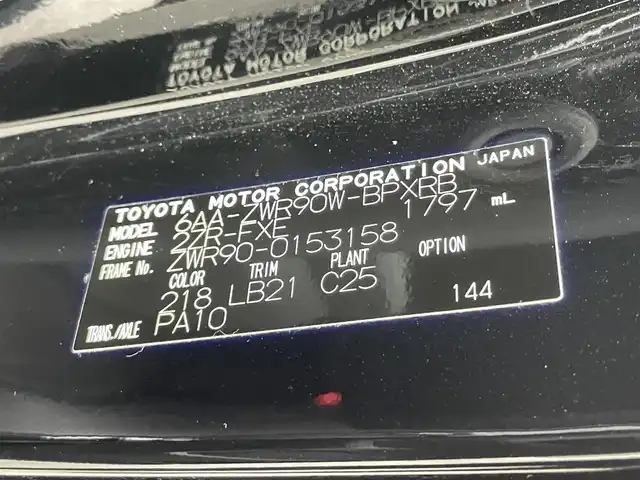 TOYOTA MOTOR CORPORATION JAPAN
MODEL 6AA-ZWR90W-BPXRB
ENGINE 2ZR-FXE 1797 mL
FRAME No. ZWR90-0153158
COLOR TRIM PLANT OPTION
218 LB21 C25
TRANS./AXLE PA10 144